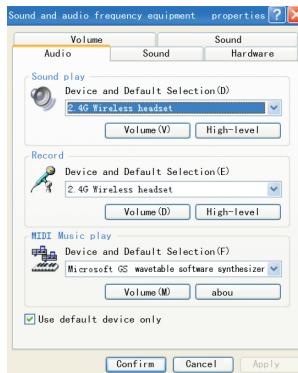 Sound and audio frequency equipment properties
Volume Sound
Audio Sound Hardware
Sound play
Device and Default Selection(D)
2.4G Wireless headset
Volume(V) High-level
Record
Device and Default Selection(E)
2.4G Wireless headset
Volume(D) High-level
MIDI Music play
Device and Default Selection(F)
Microsoft GS wavetable software synthesizer
Volume(M) abou
Use default device only
Confirm Cancel Apply